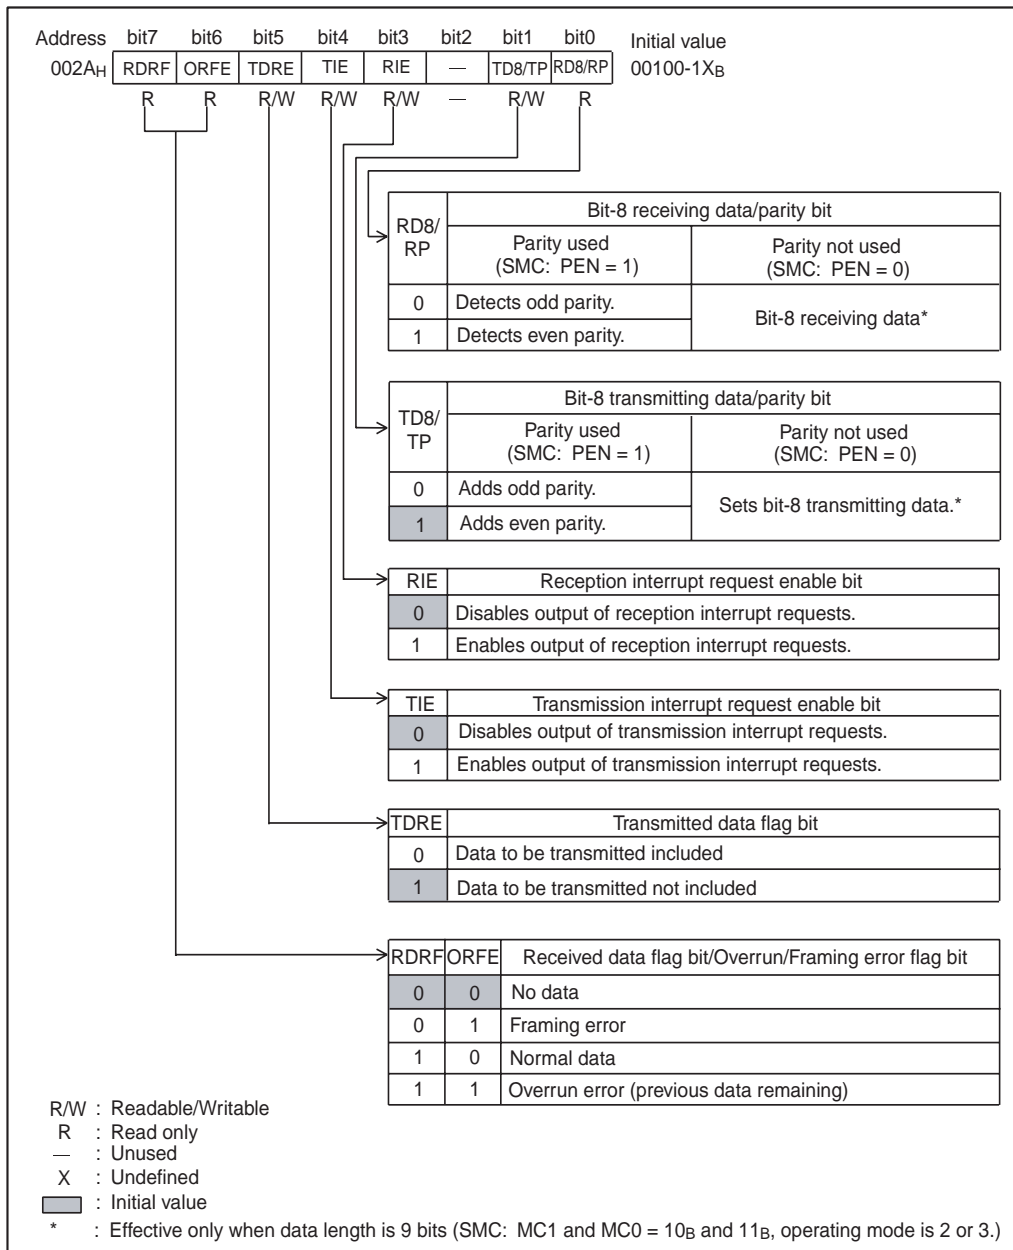 Address bit7 bit6 bit5 bit4 bit3 bit2 bit1 bit0 Initial value
002AH RDRF ORFE TDRE TIE RIE — TD8/TP RD8/RP 00100-1XB
R R R/W R/W R/W — R/W R
RD8/RP Bit-8 receiving data/parity bit
Parity used (SMC: PEN = 1) Parity not used (SMC: PEN = 0)
0 Detects odd parity. Bit-8 receiving data*
1 Detects even parity.
TD8/TP Bit-8 transmitting data/parity bit
Parity used (SMC: PEN = 1) Parity not used (SMC: PEN = 0)
0 Adds odd parity. Sets bit-8 transmitting data.*
1 Adds even parity.
RIE Reception interrupt request enable bit
0 Disables output of reception interrupt requests.
1 Enables output of reception interrupt requests.
TIE Transmission interrupt request enable bit
0 Disables output of transmission interrupt requests.
1 Enables output of transmission interrupt requests.
TDRE Transmitted data flag bit
0 Data to be transmitted included
1 Data to be transmitted not included
RDRF ORFE Received data flag bit/Overrun/Framing error flag bit
0 0 No data
0 1 Framing error
1 0 Normal data
1 1 Overrun error (previous data remaining)
R/W : Readable/Writable
R : Read only
— : Unused
X : Undefined
: Initial value
* : Effective only when data length is 9 bits (SMC: MC1 and MC0 = 10B and 11B, operating mode is 2 or 3.)